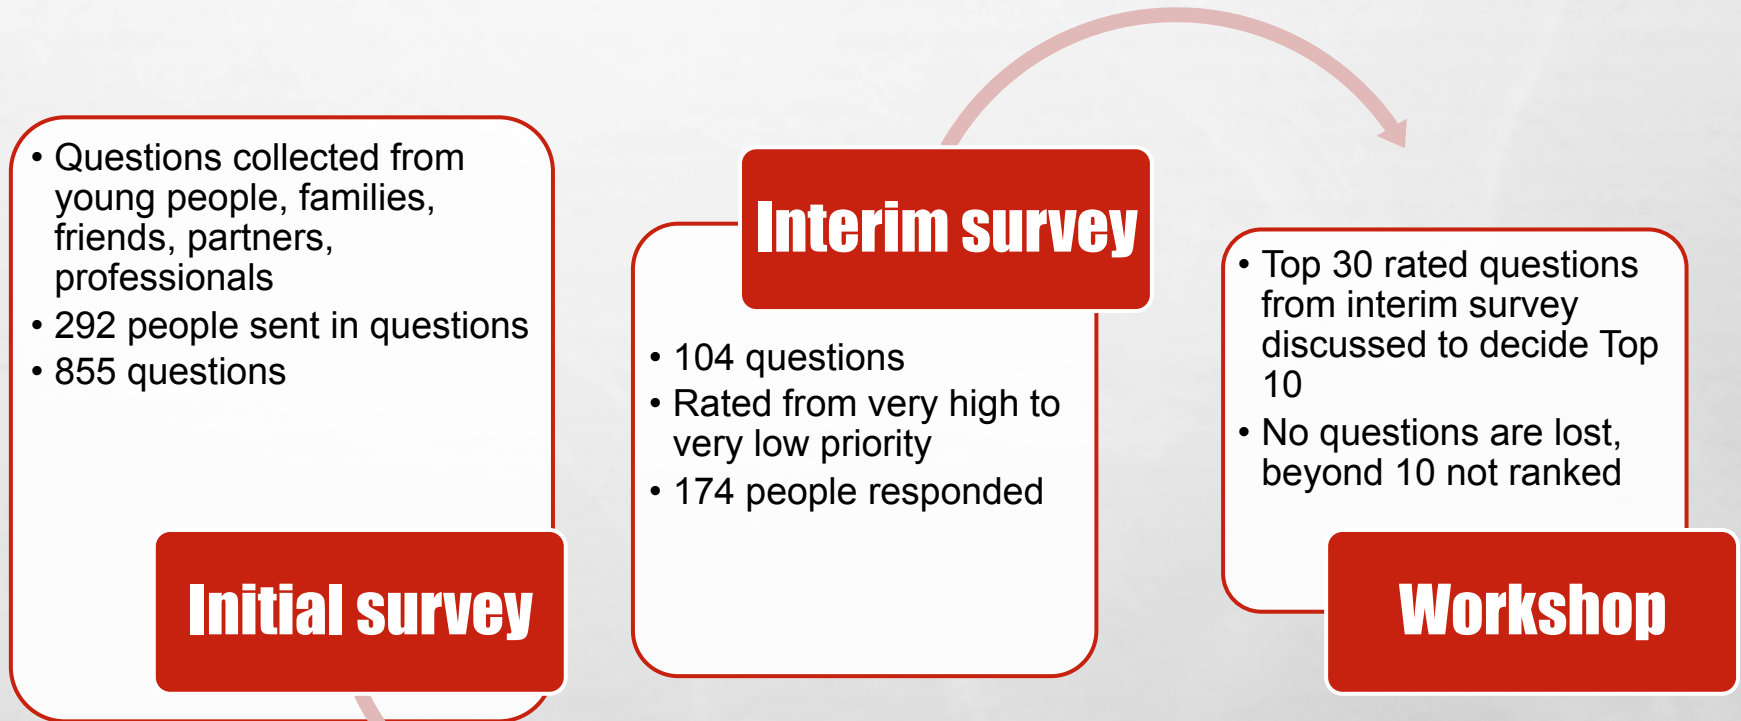 • Questions collected from
young people, families,
friends, partners,
professionals
• 292 people sent in questions
• 855 questions
Initial survey
Interim survey
• 104 questions
• Rated from very high to
very low priority
• 174 people responded
• Top 30 rated questions
from interim survey
discussed to decide Top
10
• No questions are lost,
beyond 10 not ranked
Workshop